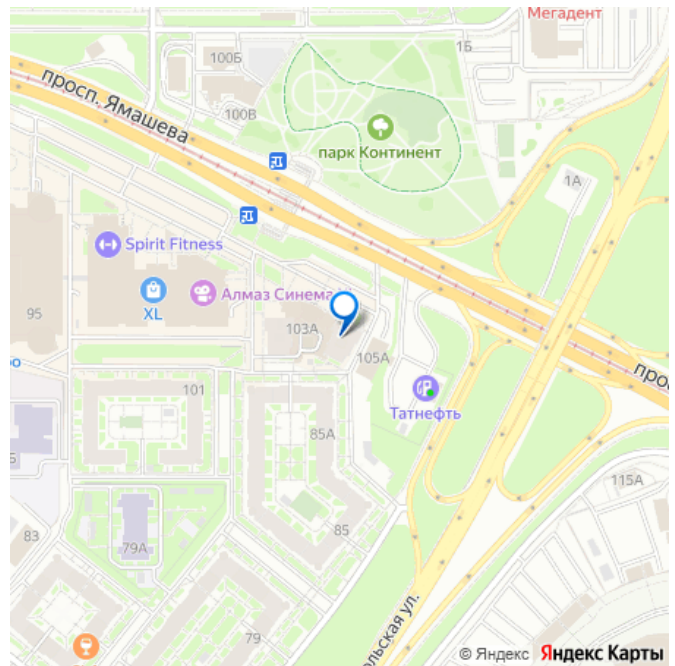 Мегадент
1Б
100Б
просп. Ямашева
100В
парк Континент
1А
Spirit Fitness
Алмаз Синема
XL
95
103А
105А
101
Татнефть
85А
115А
85
83
79А
79
© Яндекс Яндекс Карты